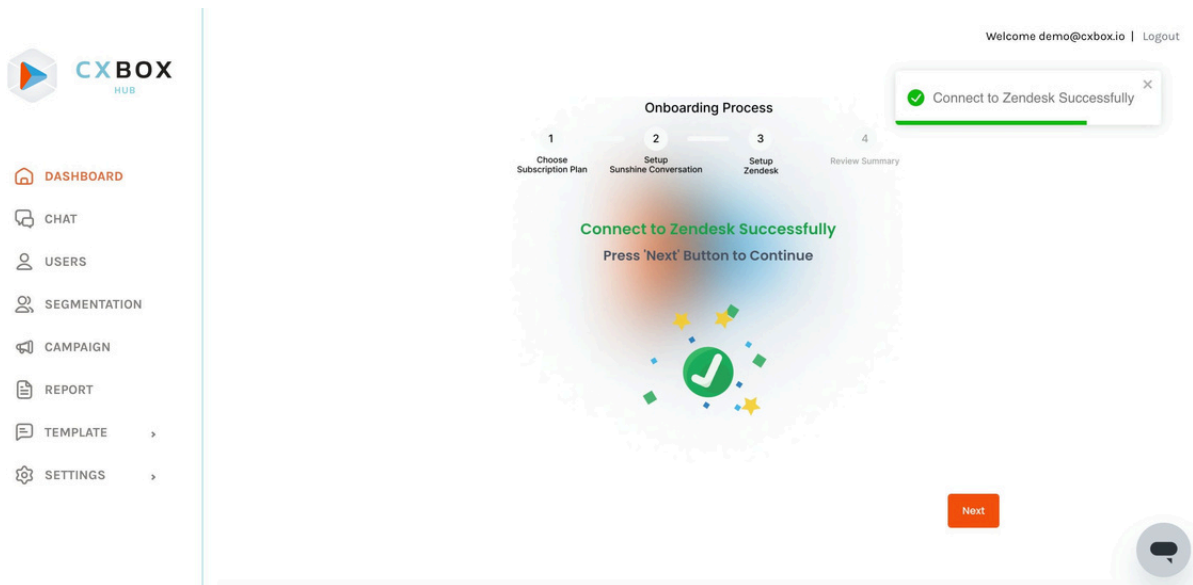 Welcome demo@cxbox.io | Logout
CXBOX
HUB
Connect to Zendesk Successfully
Onboarding Process
1
2
3
4
Choose
Subscription Plan
Setup
Sunshine Conversation
Setup
Zendesk
Review Summary
DASHBOARD
CHAT
USERS
SEGMENTATION
CAMPAIGN
REPORT
TEMPLATE
SETTINGS
Connect to Zendesk Successfully
Press 'Next' Button to Continue
Next